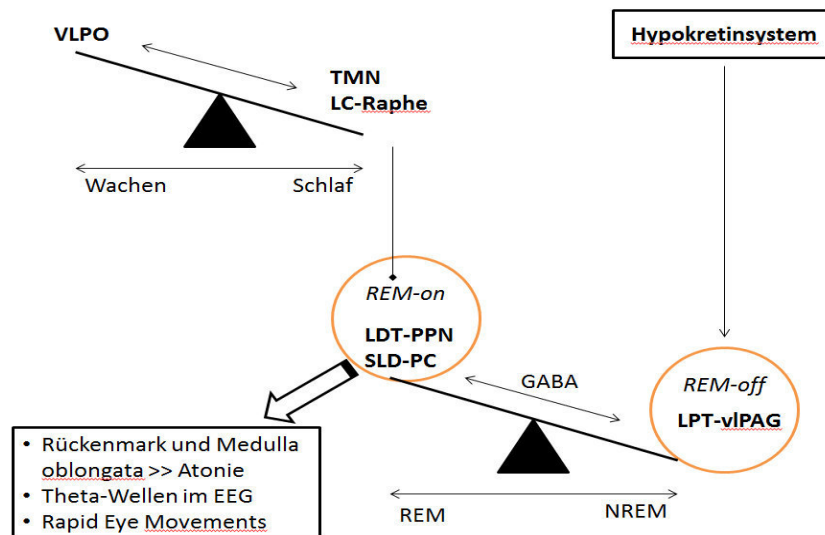 VLPO
TMN
LC-Raphe
Wachen
Schlaf
Hypokretinsystem
REM-on
LDT-PPN
SLD-PC
GABA
REM-off
LPT-vlPAG
• Rückenmark und Medulla
oblongata >> Atonie
• Theta-Wellen im EEG
• Rapid Eye Movements
REM
NREM